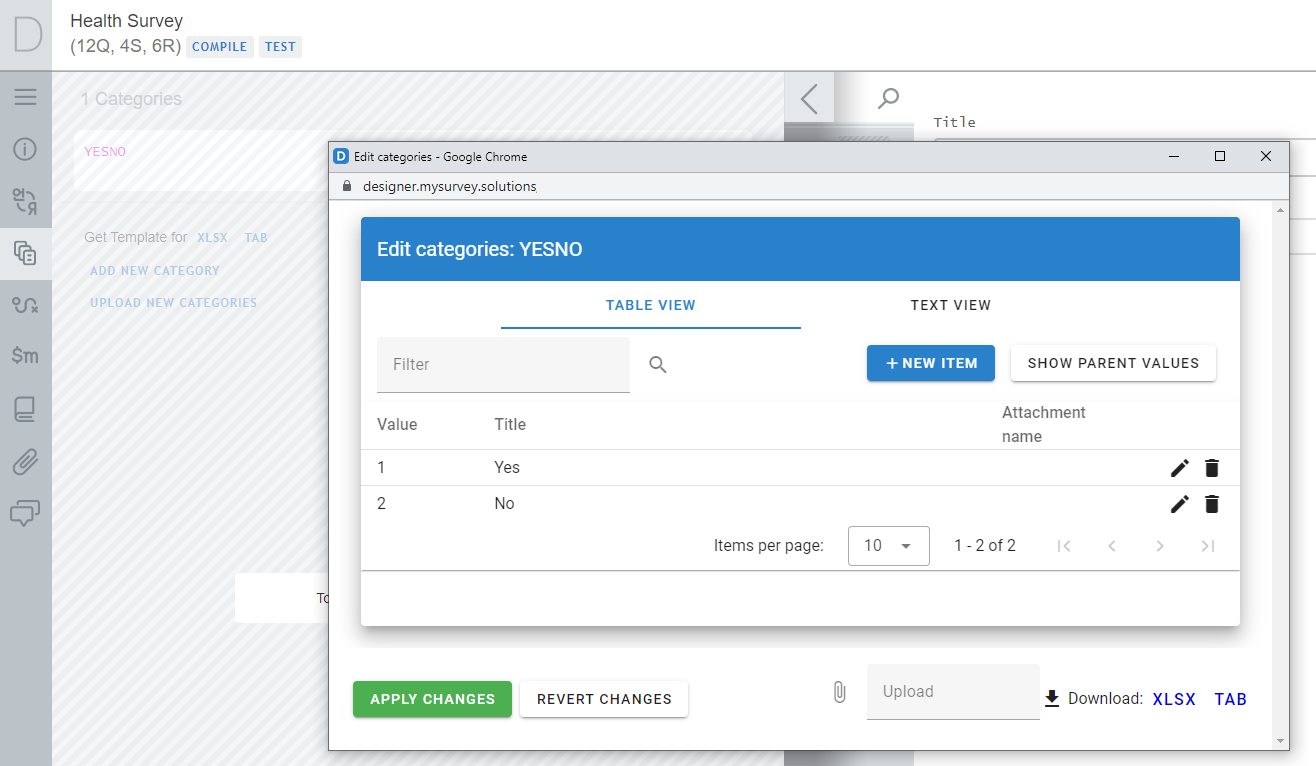 D
Health Survey
(12Q, 4S, 6R) COMPILE TEST
1 Categories
YESNO
Get Template for XLSX TAB
ADD NEW CATEGORY
UPLOAD NEW CATEGORIES
$m
Title
D Edit categories - Google Chrome
designer.mysurvey.solutions
Edit categories: YESNO
TABLE VIEW TEXT VIEW
Filter
+ NEW ITEM SHOW PARENT VALUES
Value Title Attachment name
1 Yes
2 No
Items per page: 10 1 - 2 of 2
APPLY CHANGES REVERT CHANGES Upload Download: XLSX TAB